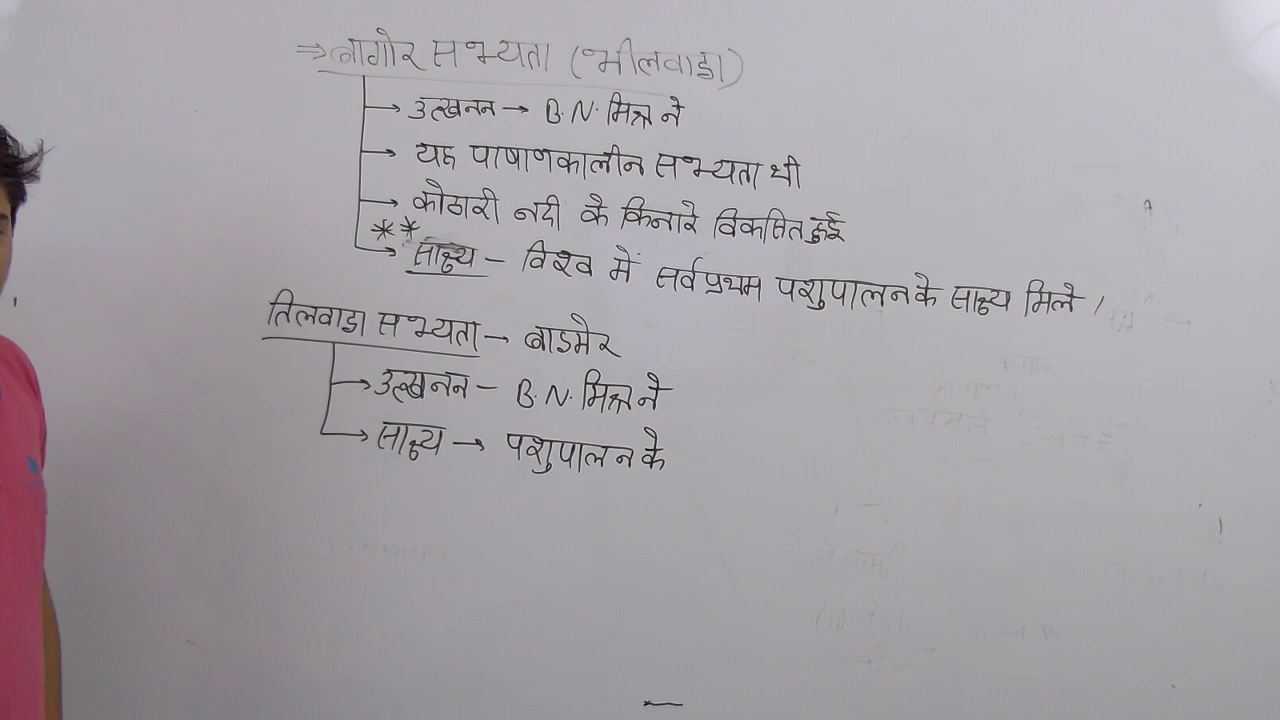 ⇒ बागोर सभ्यता (भीलवाडा)
→ उत्खनन → B. N. मिश्र ने
→ यह पाषाणकालीन सभ्यता थी
→ कोठारी नदी के किनारे विकसित हुई
** → साक्ष्य – विश्व में सर्वप्रथम पशुपालन के साक्ष्य मिले ।
तिलवाडा सभ्यता → बाडमेर
→ उत्खनन – B. N. मिश्र ने
→ साक्ष्य → पशुपालन के